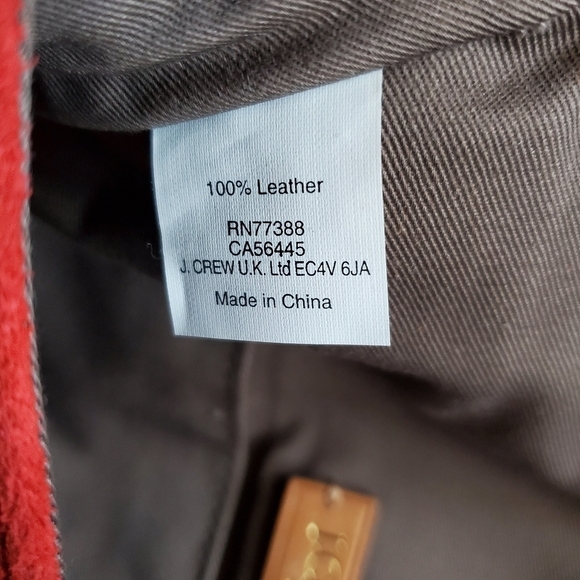 100% Leather
RN77388
CA56445
J. CREW U.K. Ltd EC4V 6JA
Made in China